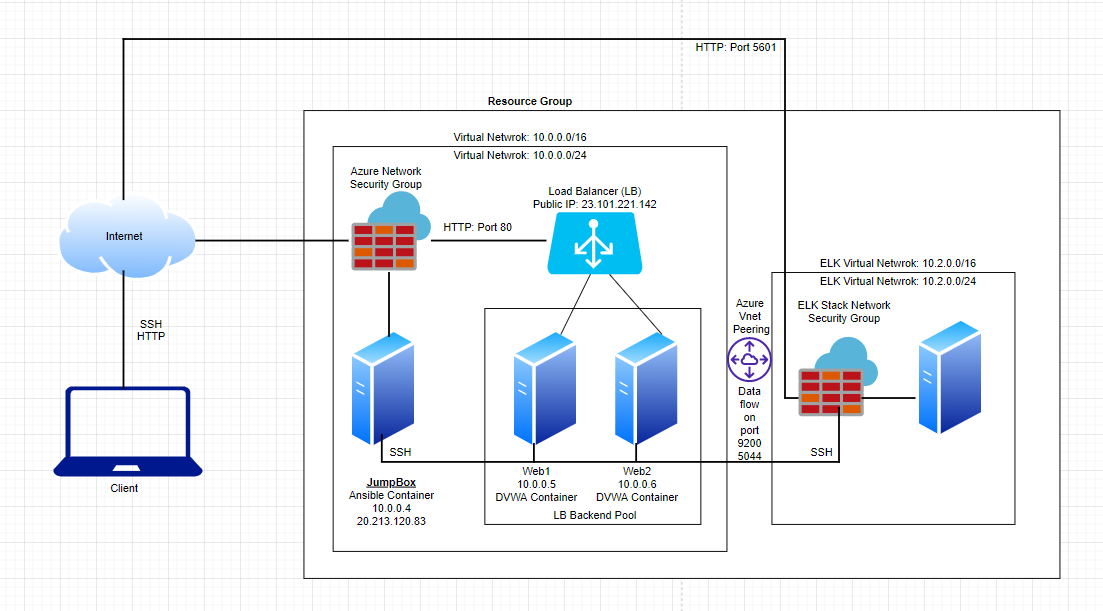 HTTP: Port 5601
Resource Group
Virtual Netwrok: 10.0.0.0/16
Virtual Netwrok: 10.0.0.0/24
Azure Network
Security Group
Load Balancer (LB)
Public IP: 23.101.221.142
HTTP: Port 80
Internet
SSH
HTTP
Client
ELK Virtual Netwrok: 10.2.0.0/16
ELK Virtual Netwrok: 10.2.0.0/24
Azure
Vnet
Peering
ELK Stack Network
Security Group
Data
flow
on
port
9200
5044
SSH
SSH
JumpBox
Ansible Container
10.0.0.4
20.213.120.83
Web1
10.0.0.5
DVWA Container
Web2
10.0.0.6
DVWA Container
LB Backend Pool